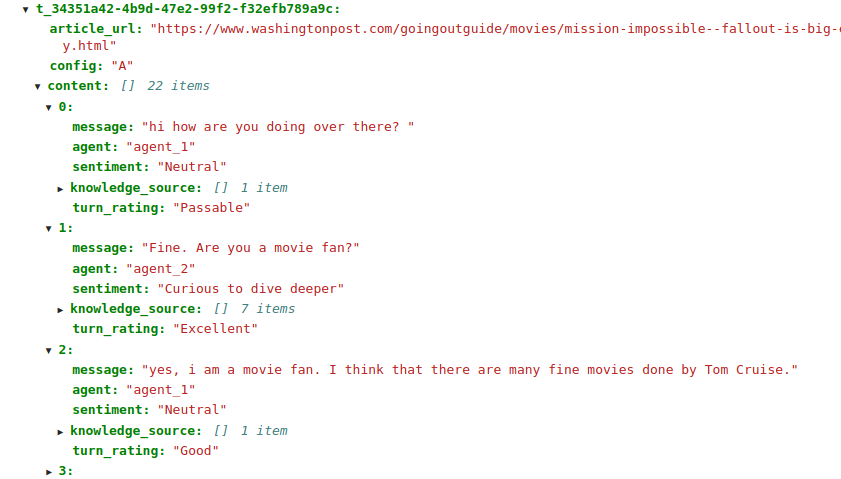 ▼ t_34351a42-4b9d-47e2-99f2-f32efb789a9c:
article_url: "https://www.washingtonpost.com/goingoutguide/movies/mission-impossible--fallout-is-big-
y.html"
config: "A"
▼ content: [] 22 items
▼ 0:
message: "hi how are you doing over there? "
agent: "agent_1"
sentiment: "Neutral"
▶ knowledge_source: [] 1 item
turn_rating: "Passable"
▼ 1:
message: "Fine. Are you a movie fan?"
agent: "agent_2"
sentiment: "Curious to dive deeper"
▶ knowledge_source: [] 7 items
turn_rating: "Excellent"
▼ 2:
message: "yes, i am a movie fan. I think that there are many fine movies done by Tom Cruise."
agent: "agent_1"
sentiment: "Neutral"
▶ knowledge_source: [] 1 item
turn_rating: "Good"
▶ 3: